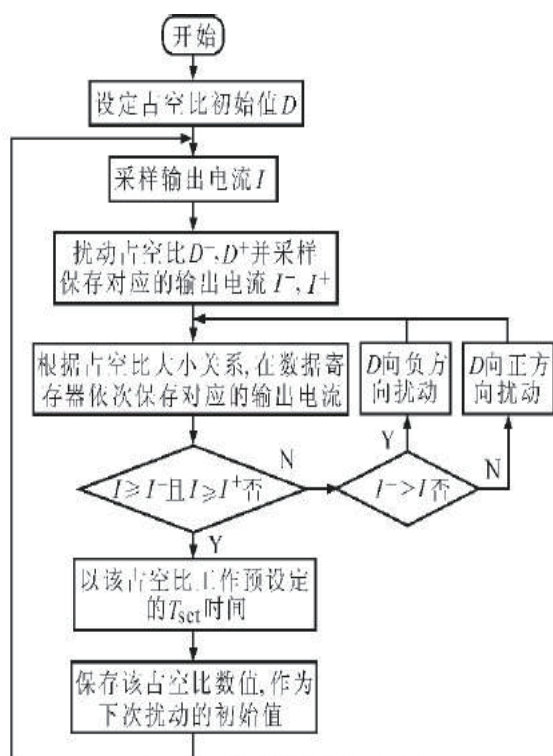 开始
设定占空比初始值D
采样输出电流I
扰动占空比D⁻,D⁺并采样
保存对应的输出电流 I⁻, I⁺
根据占空比大小关系,在数据寄
存器依次保存对应的输出电流
D向负方
向扰动
D向正方
向扰动
Y
N
N
I≥I⁻且I≥I⁺否
I⁻>I否
Y
以该占空比工作预设定
的Tset时间
保存该占空比数值,作为
下次扰动的初始值